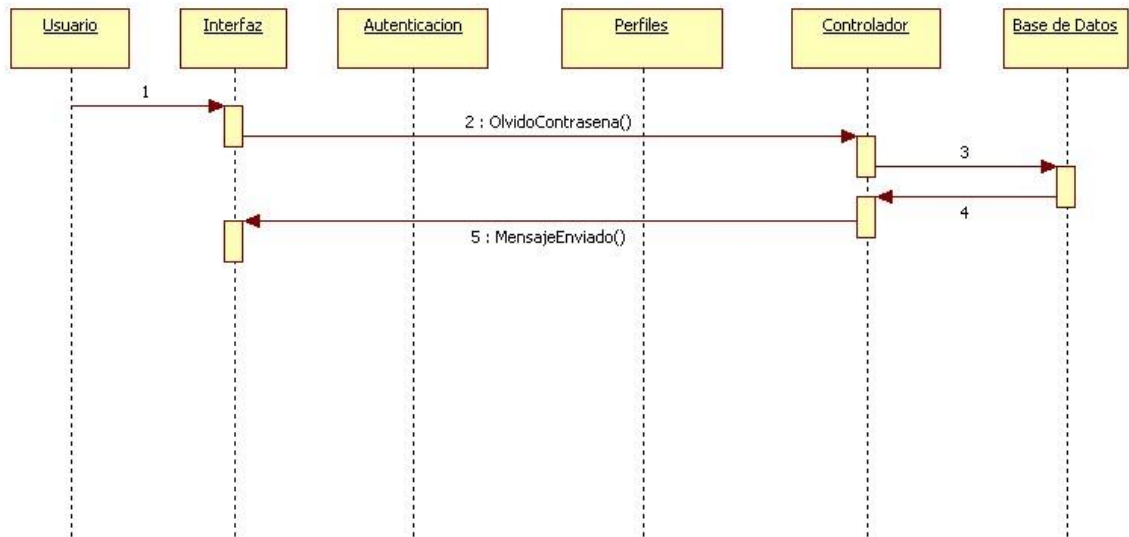 Usuario
Interfaz
Autenticacion
Perfiles
Controlador
Base de Datos
1
2 : OlvidoContrasena()
3
4
5 : MensajeEnviado()